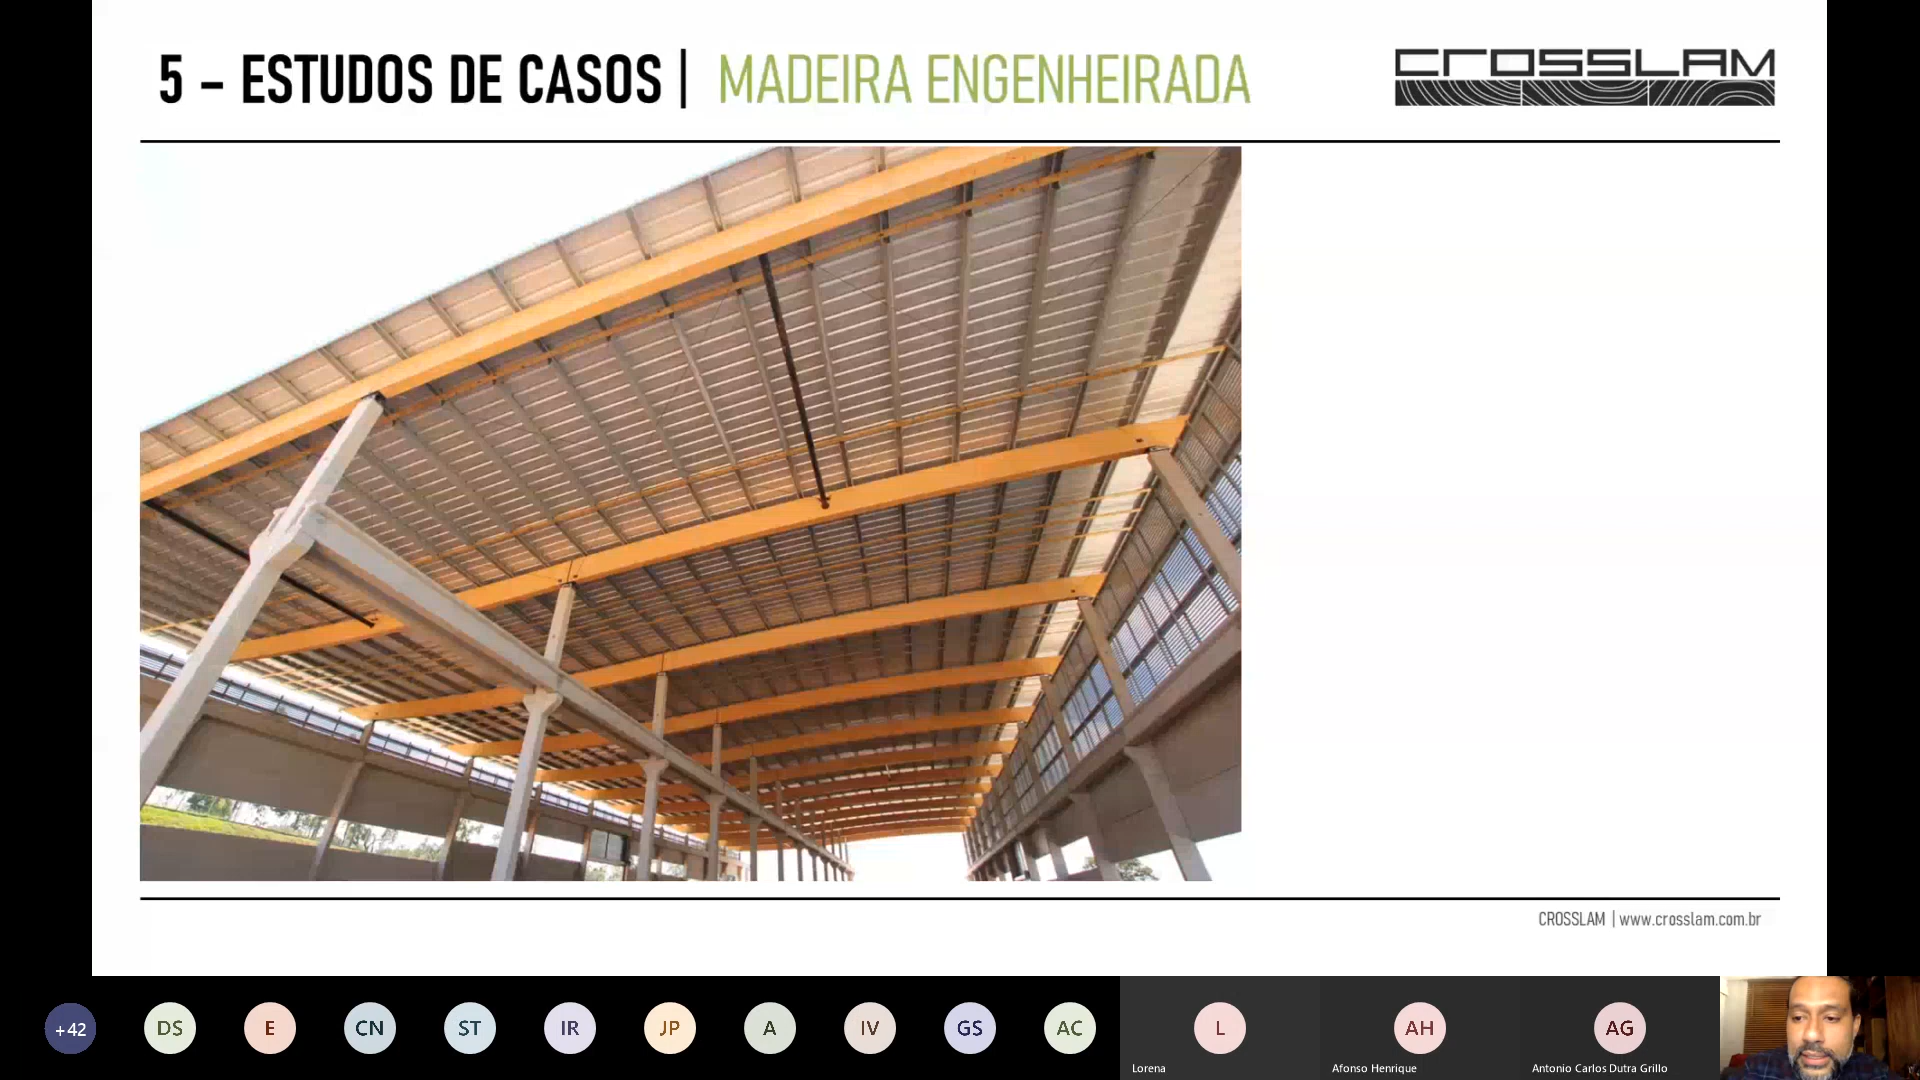 5 – ESTUDOS DE CASOS | MADEIRA ENGENHEIRADA
CROSSLAM
CROSSLAM | www.crosslam.com.br
+42
DS
E
CN
ST
IR
JP
A
IV
GS
AC
L
AH
AG
Lorena
Afonso Henrique
Antonio Carlos Dutra Grillo